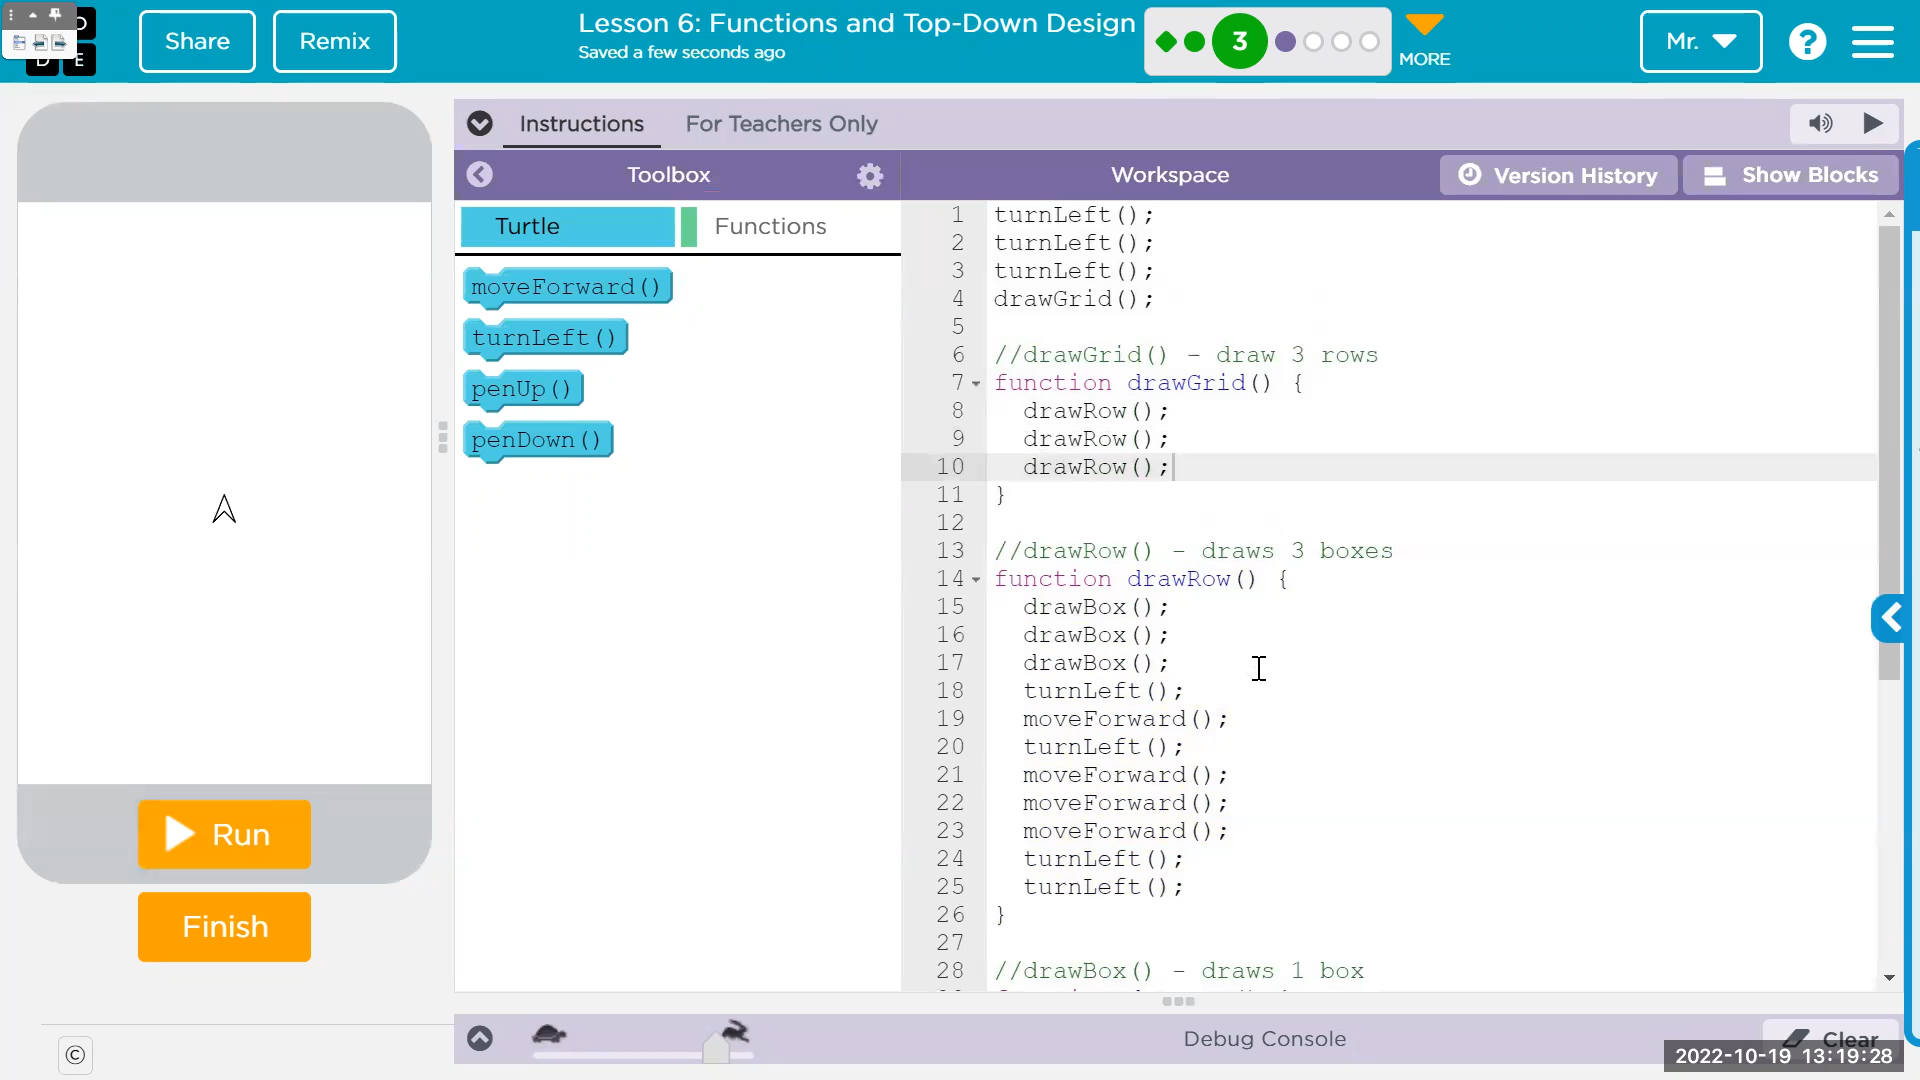 Share
Remix
Lesson 6: Functions and Top-Down Design
Saved a few seconds ago
3
MORE
Mr.
?
D E
Instructions
For Teachers Only
Toolbox
Workspace
Version History
Show Blocks
Turtle
Functions
moveForward()
turnLeft()
penUp()
penDown()
1 turnLeft();
2 turnLeft();
3 turnLeft();
4 drawGrid();
5
6 //drawGrid() - draw 3 rows
7 function drawGrid() {
8 drawRow();
9 drawRow();
10 drawRow();
11 }
12
13 //drawRow() - draws 3 boxes
14 function drawRow() {
15 drawBox();
16 drawBox();
17 drawBox();
18 turnLeft();
19 moveForward();
20 turnLeft();
21 moveForward();
22 moveForward();
23 moveForward();
24 turnLeft();
25 turnLeft();
26 }
27
28 //drawBox() - draws 1 box
Run
Finish
©
Debug Console
Clear
2022-10-19 13:19:28